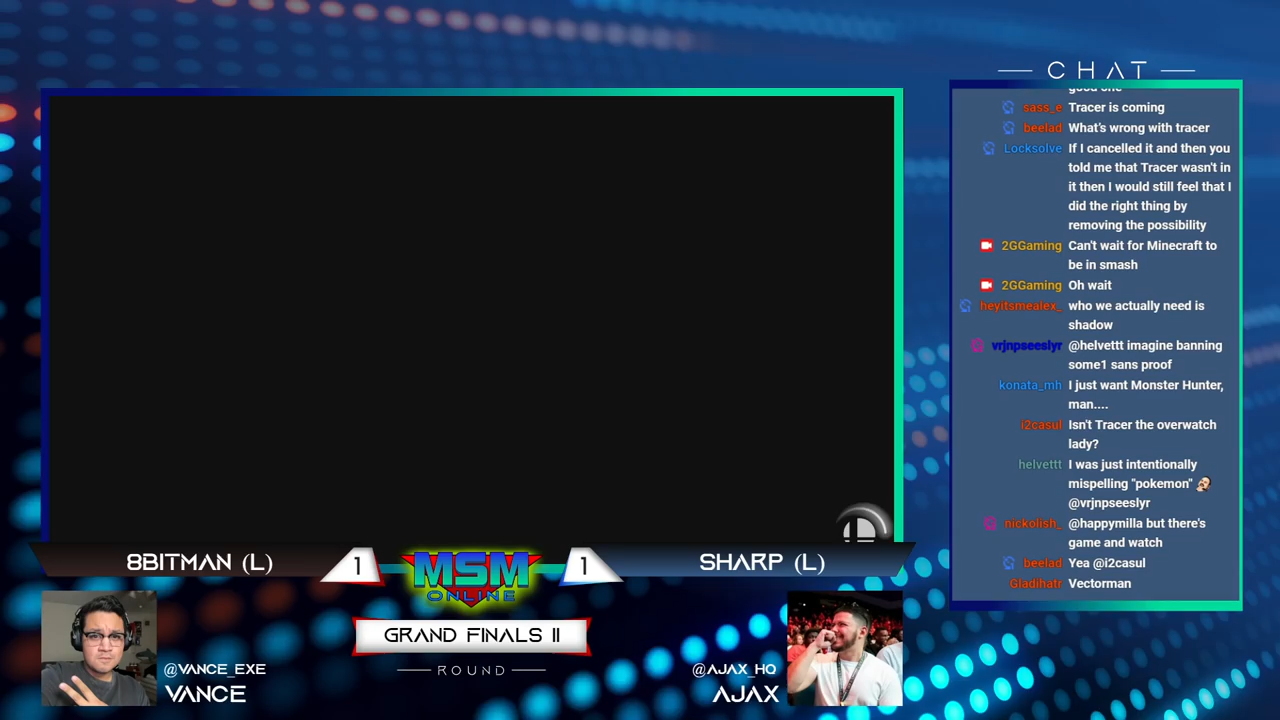 CHAT
good one
sass_e Tracer is coming
beelad What's wrong with tracer
Locksolve If I cancelled it and then you
told me that Tracer wasn't in
it then I would still feel that I
did the right thing by
removing the possibility
2GGaming Can't wait for Minecraft to
be in smash
2GGaming Oh wait
heyitsmealex_ who we actually need is
shadow
vrjnpseeslyr @helvettt imagine banning
some1 sans proof
konata_mh I just want Monster Hunter,
man....
i2casul Isn't Tracer the overwatch
lady?
helvettt I was just intentionally
mispelling "pokemon"
@vrjnpseeslyr
nickolish_ @happymilla but there's
game and watch
beelad Yea @i2casul
Gladihatr Vectorman
8BITMAN (L) 1
MSM
ONLINE
1 SHARP (L)
GRAND FINALS II
ROUND
@VANCE_EXE
VANCE
@AJAX_HQ
AJAX